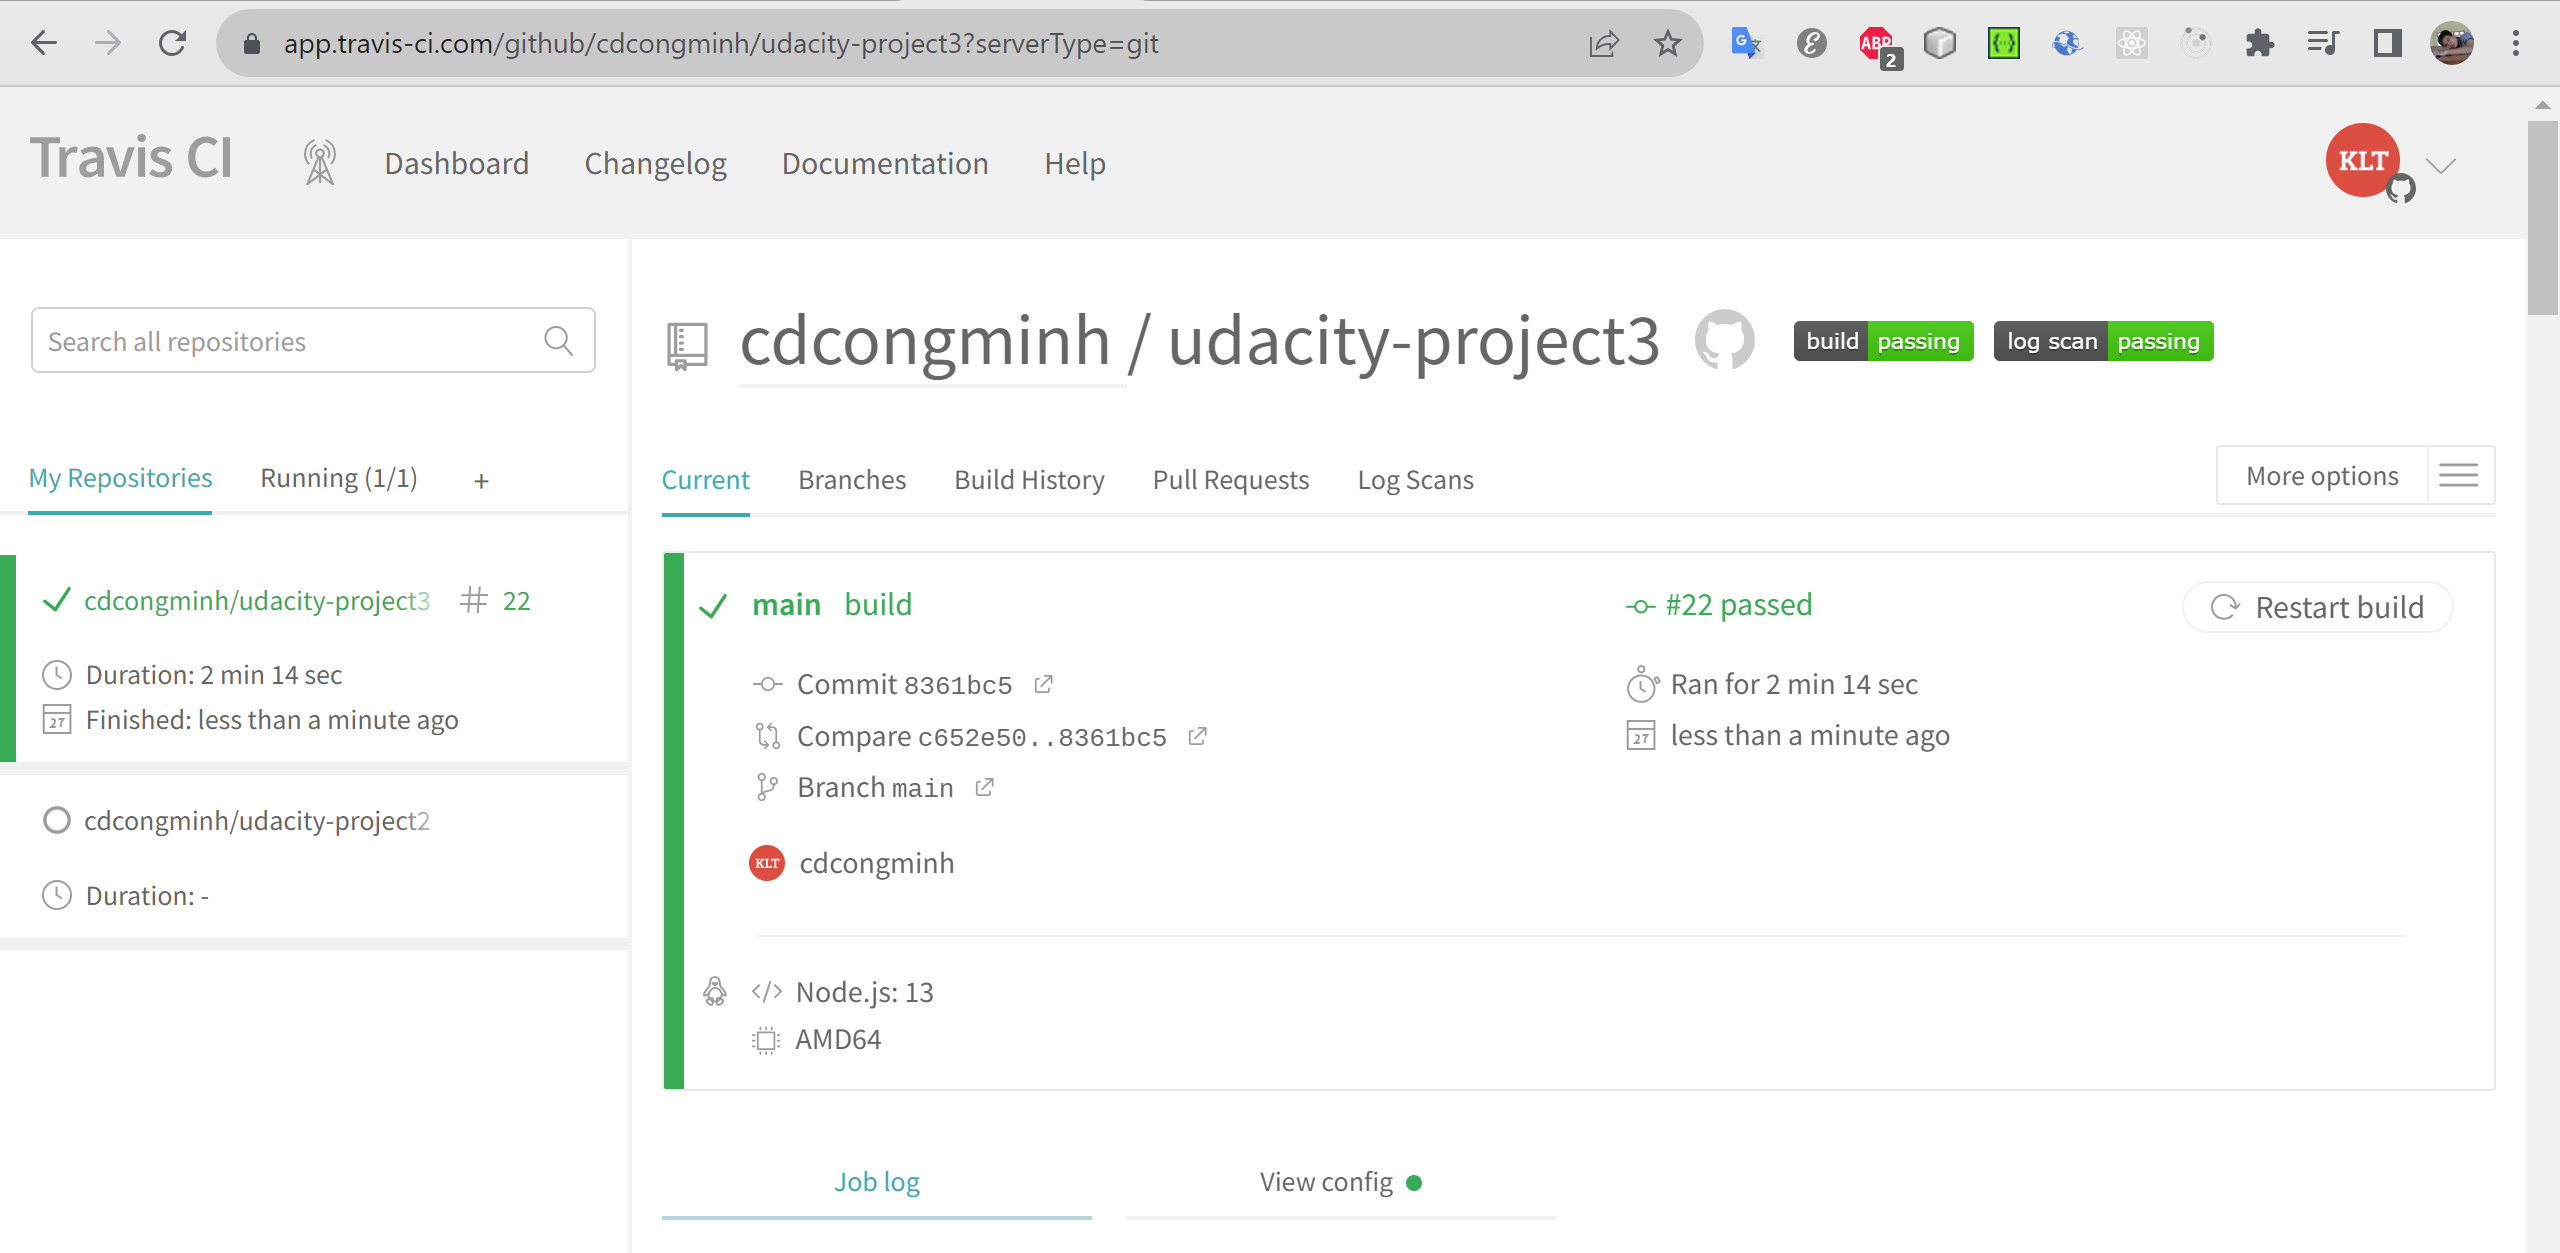 app.travis-ci.com/github/cdcongminh/udacity-project3?serverType=git
ABP
2
Travis CI
Dashboard
Changelog
Documentation
Help
KLT
Search all repositories
cdcongminh / udacity-project3
build passing
log scan passing
My Repositories
Running (1/1)
+
Current
Branches
Build History
Pull Requests
Log Scans
More options
cdcongminh/udacity-project3 # 22
Duration: 2 min 14 sec
27 Finished: less than a minute ago
cdcongminh/udacity-project2
Duration: -
main build
#22 passed
Restart build
Commit 8361bc5
Ran for 2 min 14 sec
Compare c652e50..8361bc5
27 less than a minute ago
Branch main
KLT cdcongminh
</> Node.js: 13
AMD64
Job log
View config